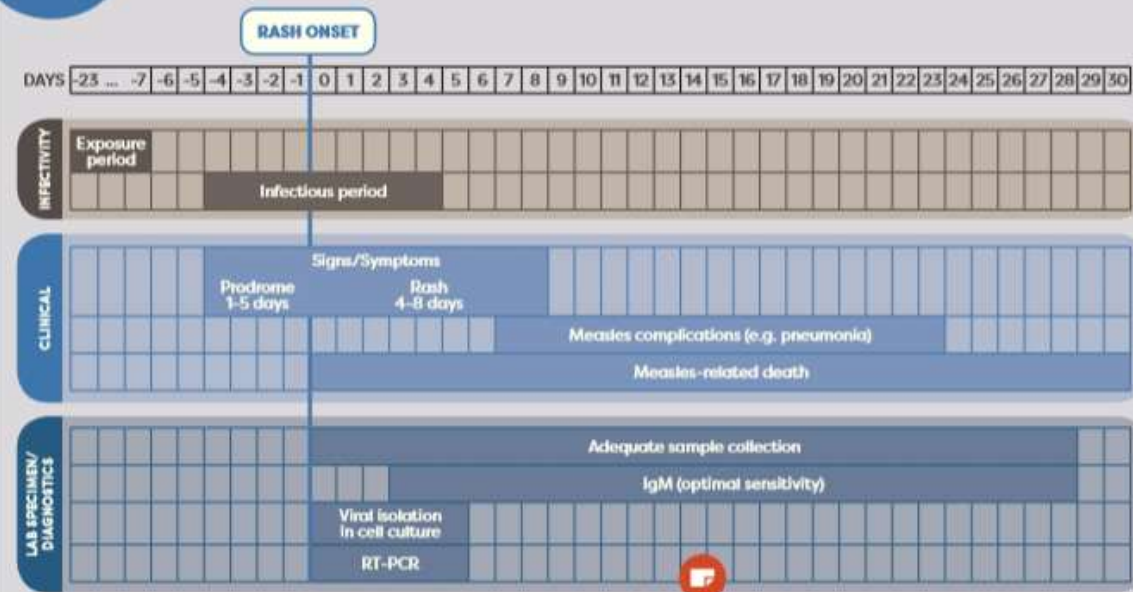 RASH ONSET
DAYS -23 ... -7 -6 -5 -4 -3 -2 -1 0 1 2 3 4 5 6 7 8 9 10 11 12 13 14 15 16 17 18 19 20 21 22 23 24 25 26 27 28 29 30
INFECTIVITY
Exposure
period
Infectious period
CLINICAL
Signs/Symptoms
Prodrome
1-5 days
Rash
4-8 days
Measles complications (e.g. pneumonia)
Measles-related death
LAB SPECIMEN/
DIAGNOSTICS
Adequate sample collection
IgM (optimal sensitivity)
Viral isolation
in cell culture
RT-PCR